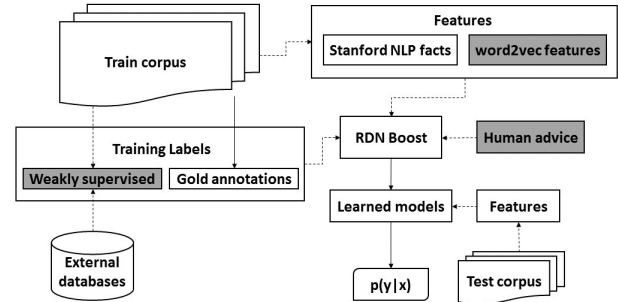 Features
Train corpus
Stanford NLP facts
word2vec features
Training Labels
Weakly supervised
Gold annotations
RDN Boost
Human advice
Learned models
Features
External
databases
p(y|x)
Test corpus